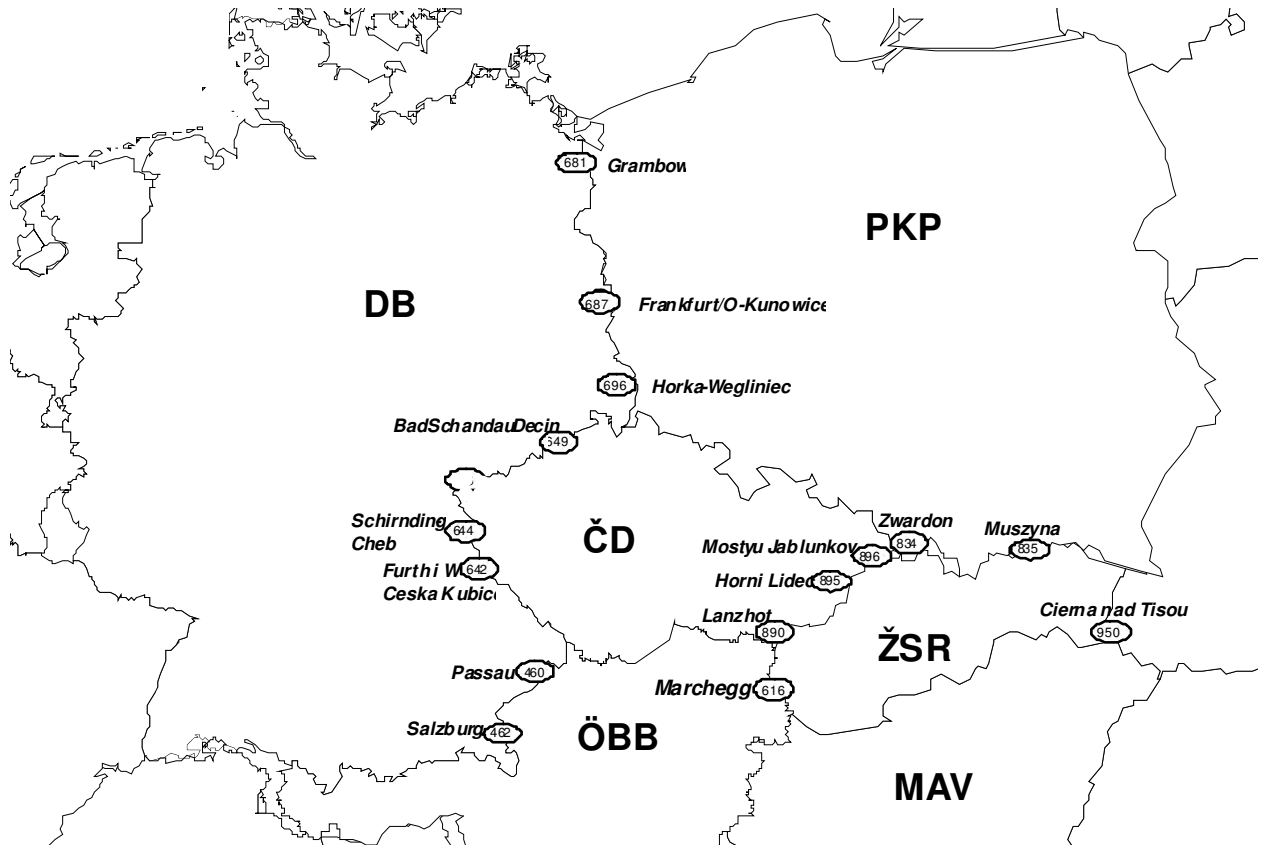 681 Grambow
PKP
DB
687 Frankfurt/O-Kunowice
696 Horka-Wegliniec
BadSchandauDecin
649
Schirnding
Cheb
644
ČD
Zwardon
834
Muszyna
835
Mostyu Jablunkov
896
Furth i W
Ceska Kubice
642
Horni Lidec 895
Lanzhot
890
Cierna nad Tisou
950
ŽSR
Passau 460
Marchegg 616
Salzburg 462
ÖBB
MAV